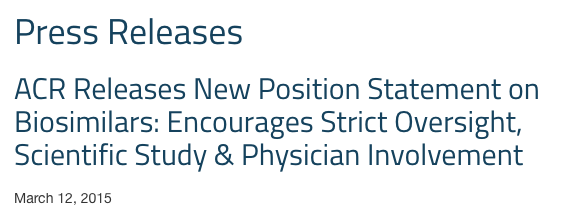 Press Releases
ACR Releases New Position Statement on
Biosimilars: Encourages Strict Oversight,
Scientific Study & Physician Involvement
March 12, 2015